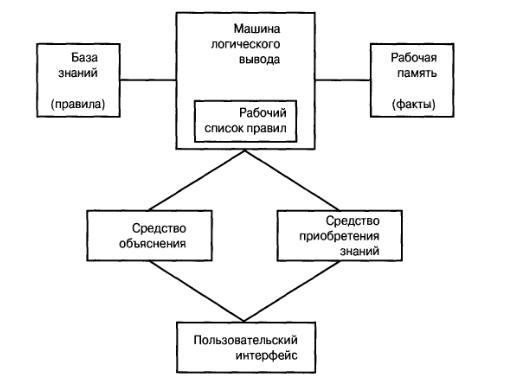 База
знаний
(правила)
Машина
логического
вывода
Рабочий
список правил
Рабочая
память
(факты)
Средство
объяснения
Средство
приобретения
знаний
Пользовательский
интерфейс